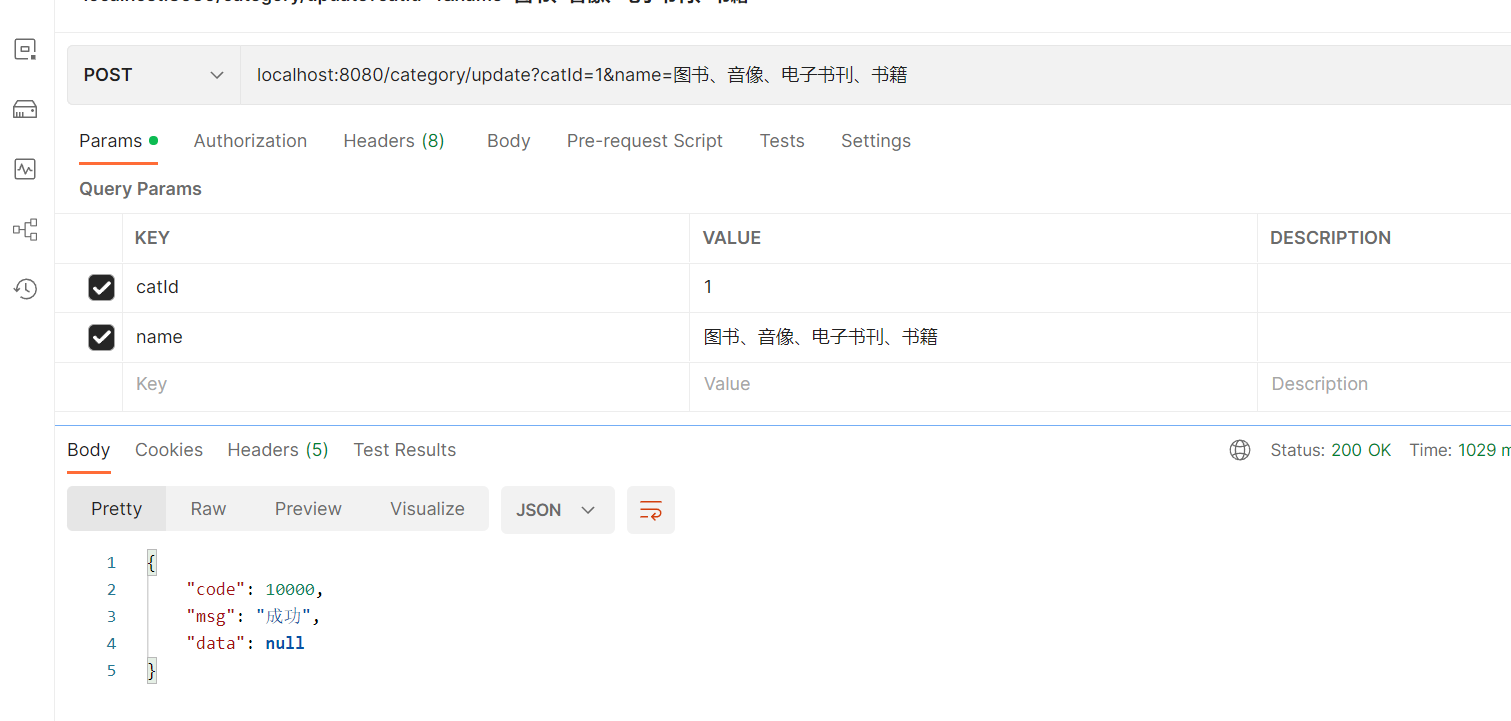 POST localhost:8080/category/update?catId=1&name=图书、音像、电子书刊、书籍
Params Authorization Headers (8) Body Pre-request Script Tests Settings
Query Params
KEY VALUE DESCRIPTION
catId 1
name 图书、音像、电子书刊、书籍
Key Value Description
Body Cookies Headers (5) Test Results Status: 200 OK Time: 1029 m
Pretty Raw Preview Visualize JSON
1 {
2 "code": 10000,
3 "msg": "成功",
4 "data": null
5 }